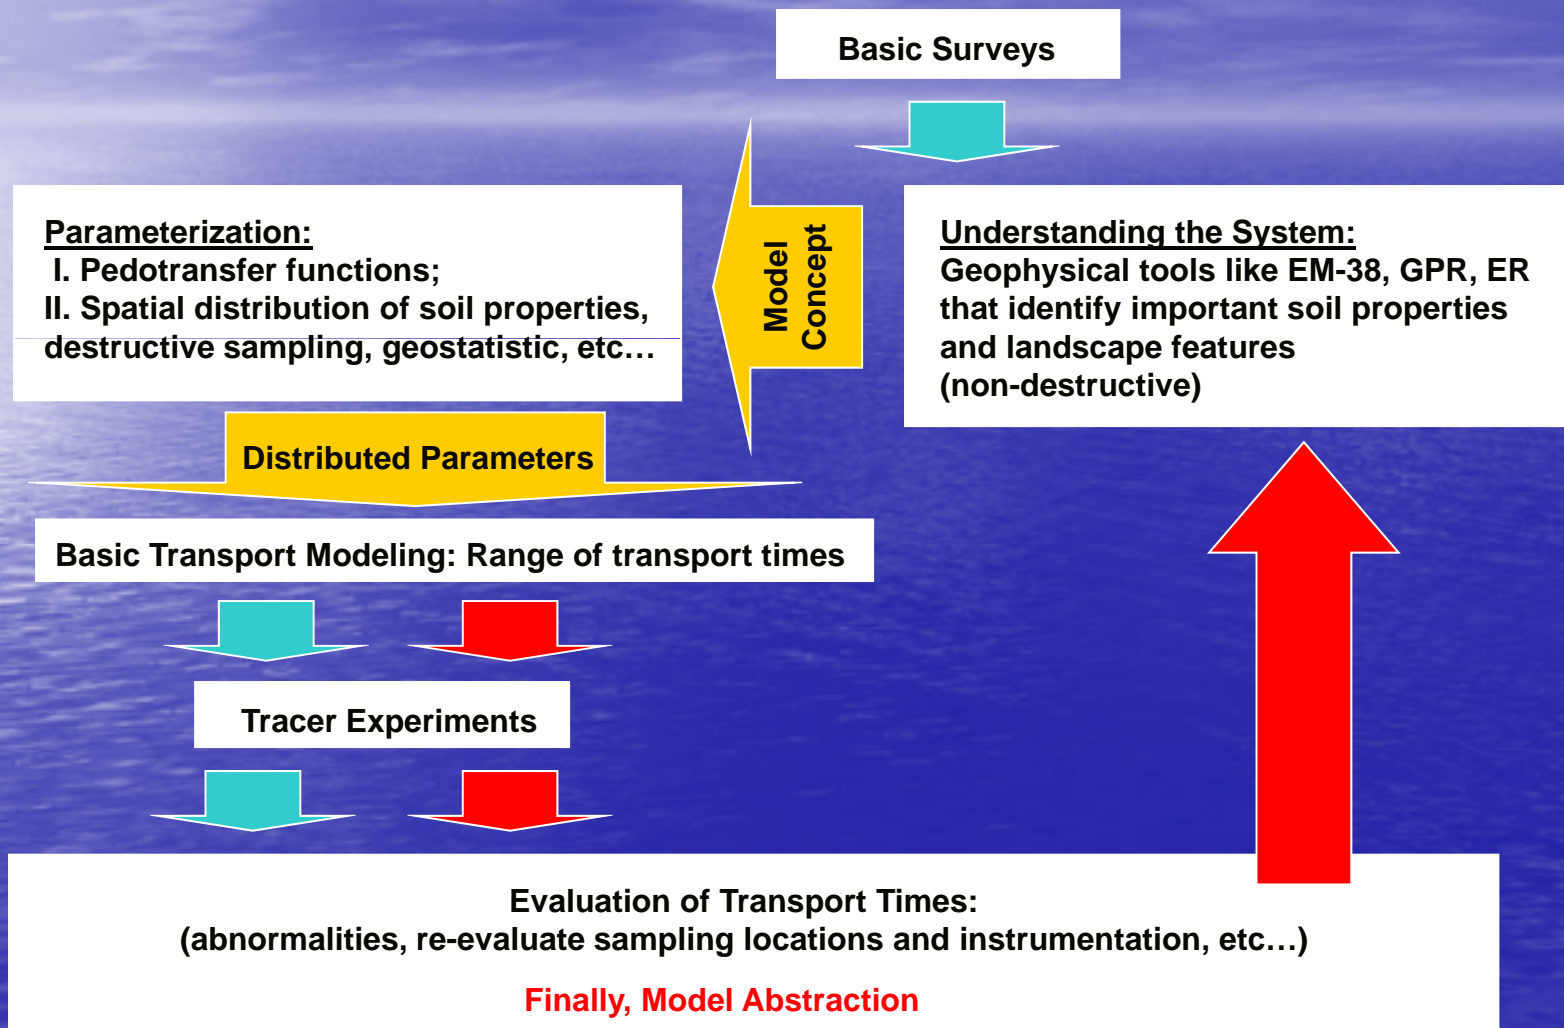 Basic Surveys
Understanding the System:
Geophysical tools like EM-38, GPR, ER
that identify important soil properties
and landscape features
(non-destructive)
Model
Concept
Parameterization:
I. Pedotransfer functions;
II. Spatial distribution of soil properties,
destructive sampling, geostatistic, etc…
Distributed Parameters
Basic Transport Modeling: Range of transport times
Tracer Experiments
Evaluation of Transport Times:
(abnormalities, re-evaluate sampling locations and instrumentation, etc…)
Finally, Model Abstraction